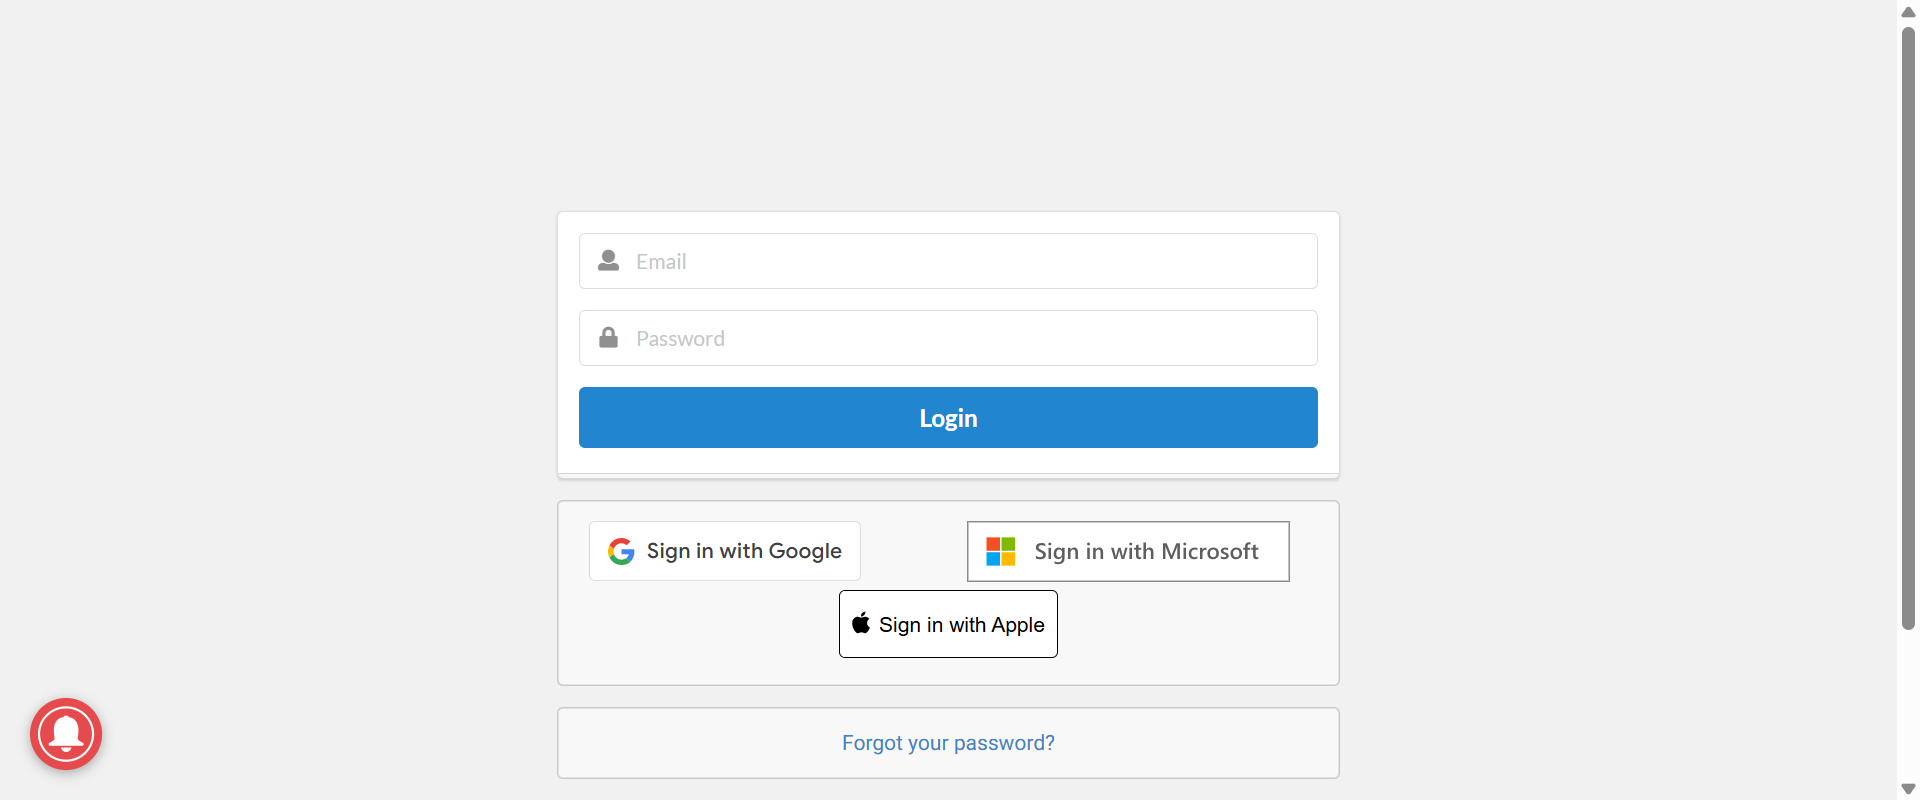 Email
Password
Login
Sign in with Google
Sign in with Microsoft
Sign in with Apple
Forgot your password?